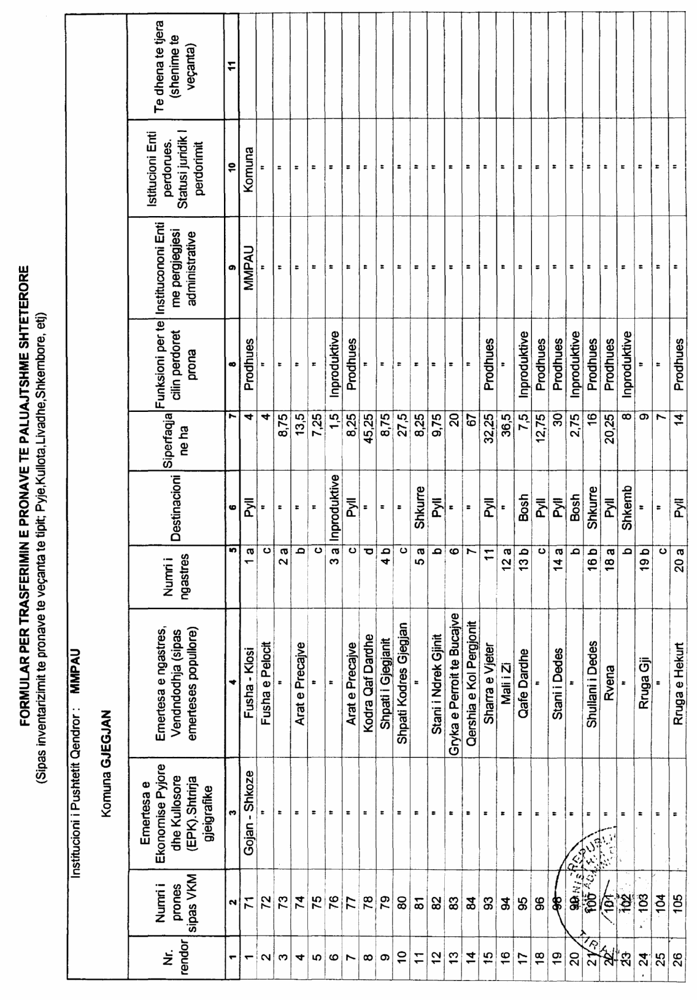 FORMULAR PER TRASFERIMIN E PRONAVE TE PALUAJTSHME SHTETERORE
(Sipas inventarizimit te pronave te veçanta te tipit; Pyje,Kullota,Livadhe,Shkembore, etj)
Institucioni i Pushtetit Qendror : MMPAU
Komuna GJEGJAN
Nr. rendor | Numri i prones sipas VKM | Emertesa e Ekonomise Pyjore dhe Kullosore (EPK).Shtrirja gjeigrafike | Emertesa e ngastres, Vendndodhja (sipas emerteses popullore) | Numri i ngastres | Destinacioni | Siperfaqja ne ha | Funksioni per te cilin perdoret prona | Institucononi Enti me pergjegjesi administrative | Istitucioni Enti perdorues. Statusi juridik I perdorimit | Te dhena te tjera (shenime te veçanta)
1 | 2 | 3 | 4 | 5 | 6 | 7 | 8 | 9 | 10 | 11
1 | 71 | Gojan - Shkoze | Fusha - Klosi | 1 a | Pyll | 4 | Prodhues | MMPAU | Komuna
2 | 72 | " | Fusha e Pelocit | c | " | 4 | " | " | "
3 | 73 | " | " | 2 a | " | 8,75 | " | " | "
4 | 74 | " | Arat e Precajve | b | " | 13,5 | " | " | "
5 | 75 | " | " | c | " | 7,25 | " | " | "
6 | 76 | " | " | 3 a | Inproduktive | 1,5 | Inproduktive | " | "
7 | 77 | " | Arat e Precajve | c | Pyll | 8,25 | Prodhues | " | "
8 | 78 | " | Kodra Qaf Dardhe | d | " | 45,25 | " | " | "
9 | 79 | " | Shpati i Gjegjanit | 4 b | " | 8,75 | " | " | "
10 | 80 | " | Shpati Kodres Gjegjan | c | " | 27,5 | " | " | "
11 | 81 | " | " | 5 a | Shkurre | 8,25 | " | " | "
12 | 82 | " | Stani i Ndrek Gjinit | b | Pyll | 9,75 | " | " | "
13 | 83 | " | Gryka e Perroit te Bucajve | 6 | " | 20 | " | " | "
14 | 84 | " | Qershia e Kol Pergjonit | 7 | " | 67 | " | " | "
15 | 93 | " | Sharra e Vjeter | 11 | Pyll | 32,25 | Prodhues | " | "
16 | 94 | " | Mali i Zi | 12 a | " | 36,5 | " | " | "
17 | 95 | " | Qafe Dardhe | 13 b | Bosh | 7,5 | Inproduktive | " | "
18 | 96 | " | " | c | Pyll | 12,75 | Prodhues | " | "
19 | 98 | " | Stani i Dedes | 14 a | Pyll | 30 | Prodhues | " | "
20 | 99 | " | " | b | Bosh | 2,75 | Inproduktive | " | "
21 | 100 | " | Shullani i Dedes | 16 b | Shkurre | 16 | Prodhues | " | "
22 | 101 | " | Rvena | 18 a | Pyll | 20,25 | Prodhues | " | "
23 | 102 | " | " | b | Shkemb | 8 | Inproduktive | " | "
24 | 103 | " | Rruga Gji | 19 b | " | 9 | " | " | "
25 | 104 | " | " | c | " | 7 | " | " | "
26 | 105 | " | Rruga e Hekurt | 20 a | Pyll | 14 | Prodhues | " | "